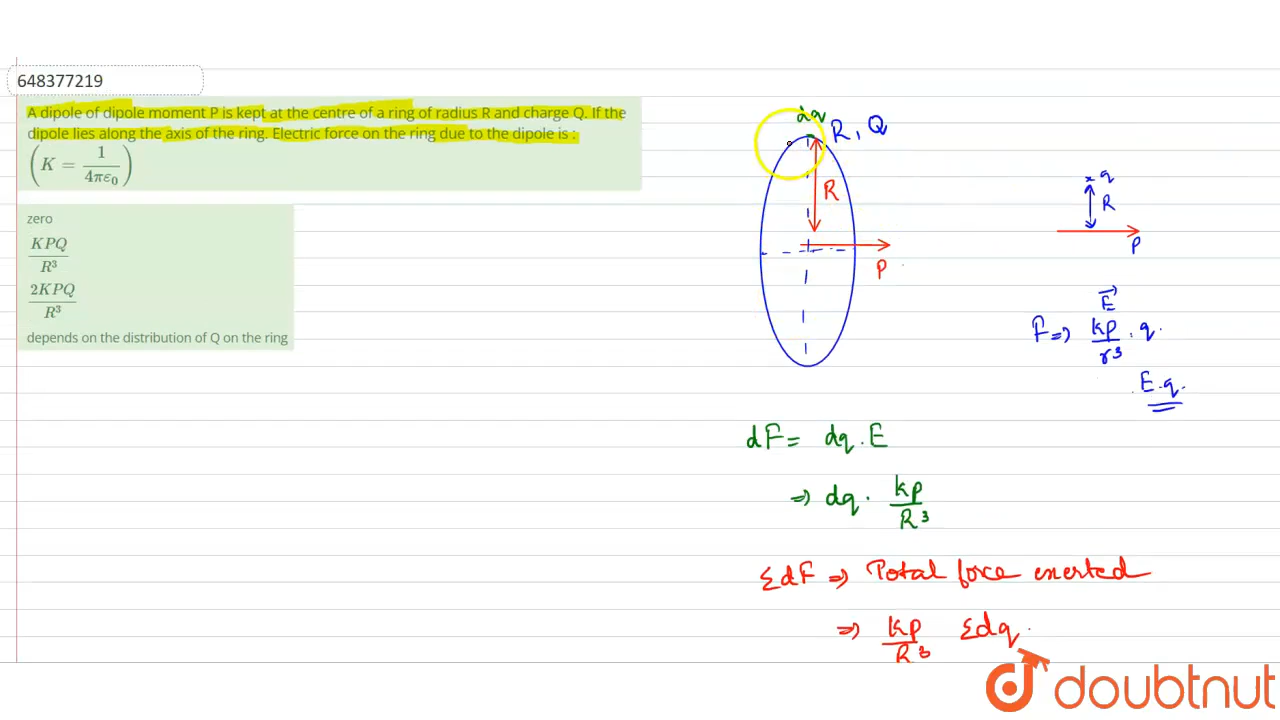 648377219
A dipole of dipole moment P is kept at the centre of a ring of radius R and charge Q. If the
dipole lies along the axis of the ring. Electric force on the ring due to the dipole is :
(K = 1/4πε₀)
zero
KPQ/R³
2KPQ/R³
depends on the distribution of Q on the ring
dq
R, Q
R
P
x q
R
P
E⃗
F ⇒ kp/r³ . q .
E.q.
dF = dq . E
⇒ dq . kp/R³
ΣdF ⇒ Total force exerted
⇒ kp/R³ Σdq .
doubtnut